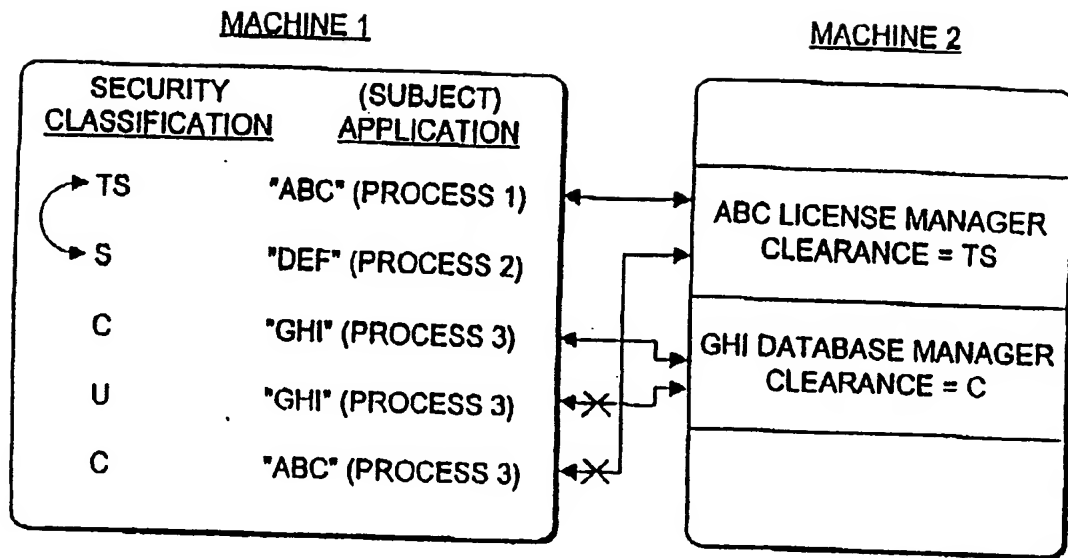 MACHINE 1
MACHINE 2
SECURITY
CLASSIFICATION
(SUBJECT)
APPLICATION
TS "ABC" (PROCESS 1)
S "DEF" (PROCESS 2)
C "GHI" (PROCESS 3)
U "GHI" (PROCESS 3)
C "ABC" (PROCESS 3)
ABC LICENSE MANAGER
CLEARANCE = TS
GHI DATABASE MANAGER
CLEARANCE = C